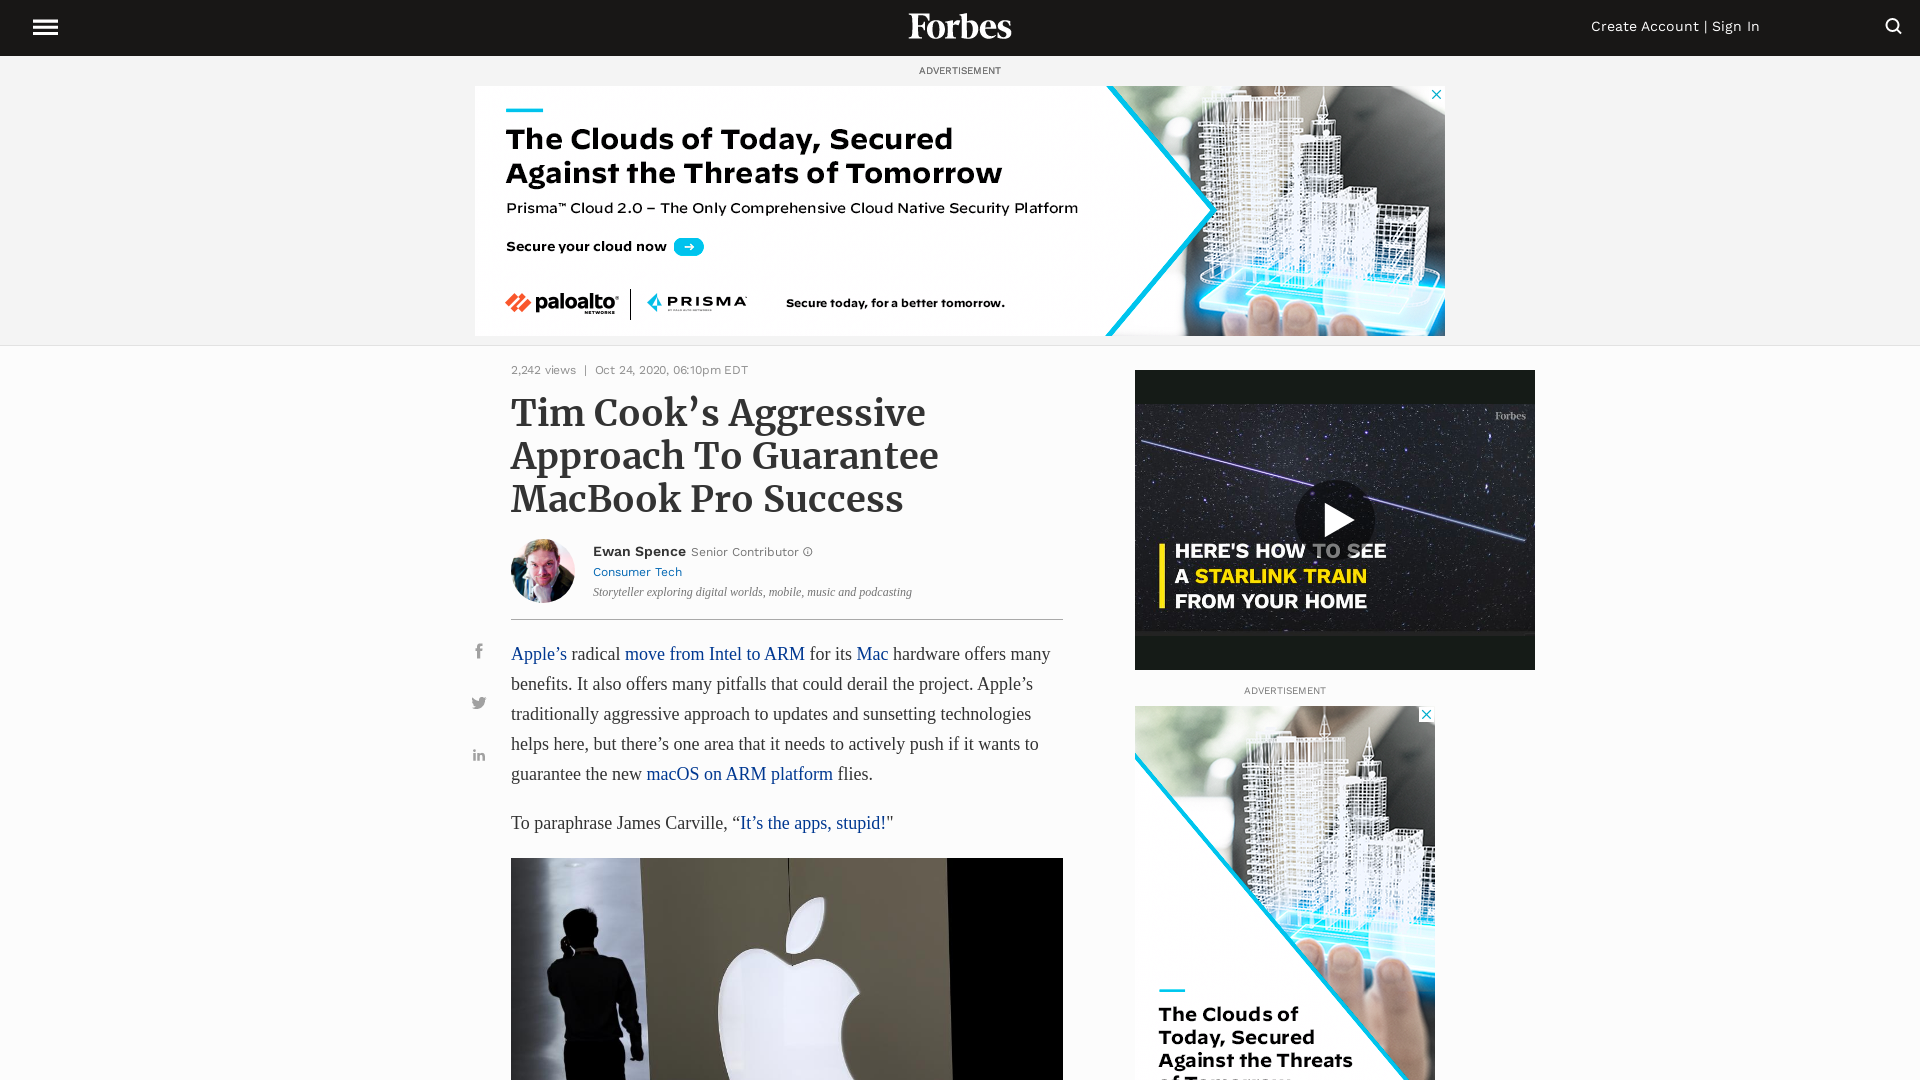 Forbes
Create Account | Sign In
ADVERTISEMENT
The Clouds of Today, Secured
Against the Threats of Tomorrow
Prisma™ Cloud 2.0 – The Only Comprehensive Cloud Native Security Platform
Secure your cloud now
paloalto®
NETWORKS
PRISMA
Secure today, for a better tomorrow.
2,242 views | Oct 24, 2020, 06:10pm EDT
Tim Cook’s Aggressive
Approach To Guarantee
MacBook Pro Success
Ewan Spence Senior Contributor
Consumer Tech
Storyteller exploring digital worlds, mobile, music and podcasting
Apple’s radical move from Intel to ARM for its Mac hardware offers many
benefits. It also offers many pitfalls that could derail the project. Apple’s
traditionally aggressive approach to updates and sunsetting technologies
helps here, but there’s one area that it needs to actively push if it wants to
guarantee the new macOS on ARM platform flies.
To paraphrase James Carville, “It’s the apps, stupid!"
Forbes
HERE'S HOW TO SEE
A STARLINK TRAIN
FROM YOUR HOME
ADVERTISEMENT
The Clouds of
Today, Secured
Against the Threats
of Tomorrow